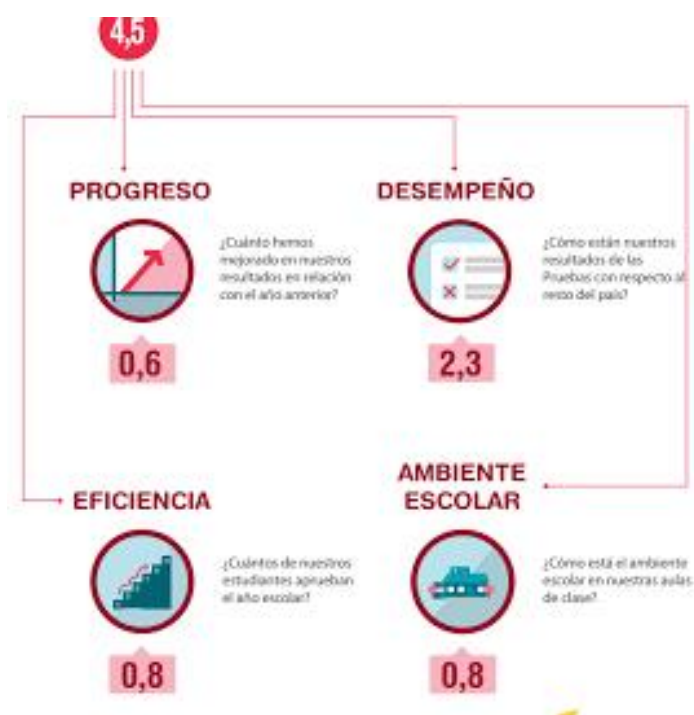 4,5
PROGRESO
¿Cuánto hemos
mejorado en nuestros
resultados en relación
con el año anterior?
0,6
DESEMPEÑO
¿Cómo están nuestros
resultados de las
Pruebas con respecto al
resto del país?
2,3
EFICIENCIA
¿Cuántos de nuestros
estudiantes aprueban
el año escolar?
0,8
AMBIENTE
ESCOLAR
¿Cómo está el ambiente
escolar en nuestras aulas
de clase?
0,8